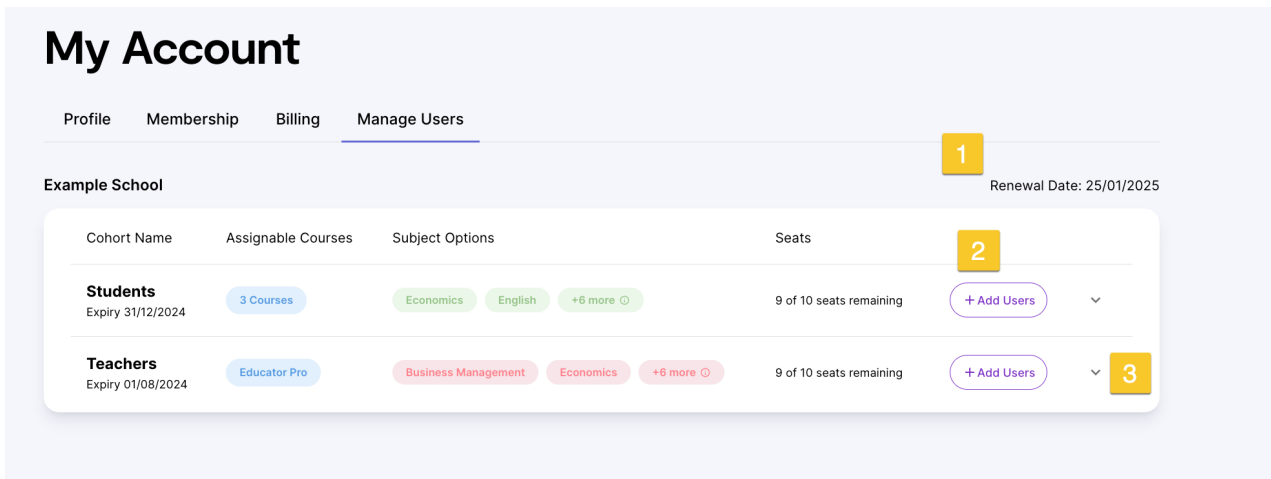 My Account
Profile Membership Billing Manage Users
1
Example School Renewal Date: 25/01/2025
Cohort Name Assignable Courses Subject Options Seats
2
Students
Expiry 31/12/2024
3 Courses Economics English +6 more 9 of 10 seats remaining + Add Users
Teachers
Expiry 01/08/2024
Educator Pro Business Management Economics +6 more 9 of 10 seats remaining + Add Users
3